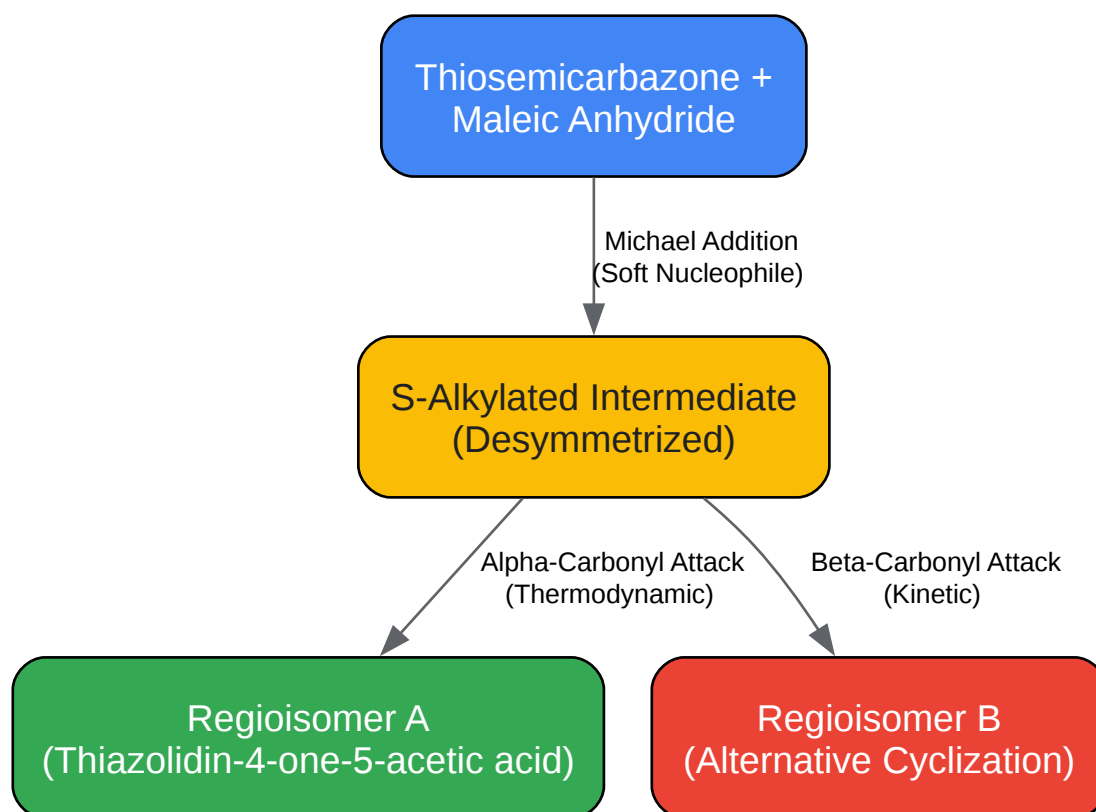 Thiosemicarbazone +
Maleic Anhydride
Michael Addition
(Soft Nucleophile)
S-Alkylated Intermediate
(Desymmetrized)
Alpha-Carbonyl Attack
(Thermodynamic)
Beta-Carbonyl Attack
(Kinetic)
Regioisomer A
(Thiazolidin-4-one-5-acetic acid)
Regioisomer B
(Alternative Cyclization)